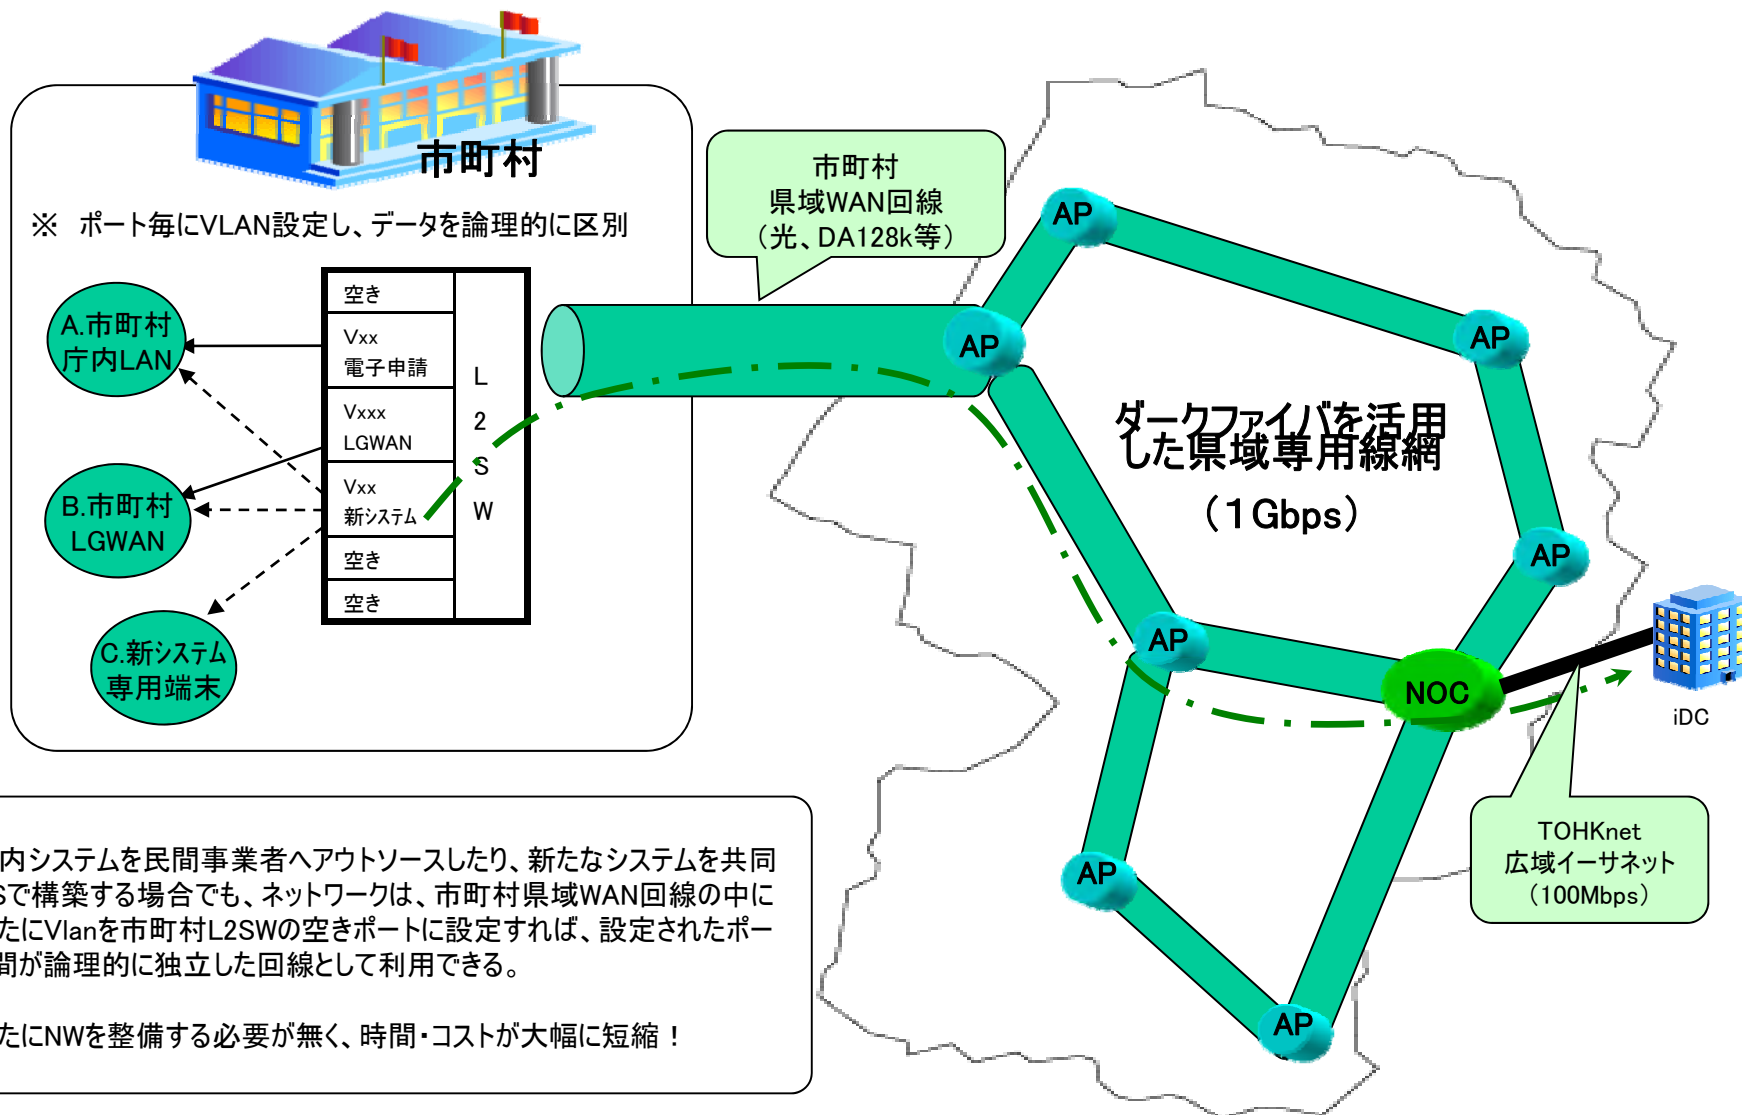 市町村
※ ポート毎にVLAN設定し、データを論理的に区別
A.市町村
庁内LAN
B.市町村
LGWAN
C.新システム
専用端末
空き
Vxx
電子申請
Vxxx
LGWAN
Vxx
新システム
空き
空き
L
2
S
W
市町村
県域WAN回線
（光、DA128k等）
AP
AP
AP
AP
AP
AP
AP
NOC
ダークファイバを活用
した県域専用線網
（１Gbps）
iDC
TOHKnet
広域イーサネット
（100Mbps）
内システムを民間事業者へアウトソースしたり、新たなシステムを共同
Sで構築する場合でも、ネットワークは、市町村県域WAN回線の中に
たにVlanを市町村L2SWの空きポートに設定すれば、設定されたポー
間が論理的に独立した回線として利用できる。
たにNWを整備する必要が無く、時間・コストが大幅に短縮！